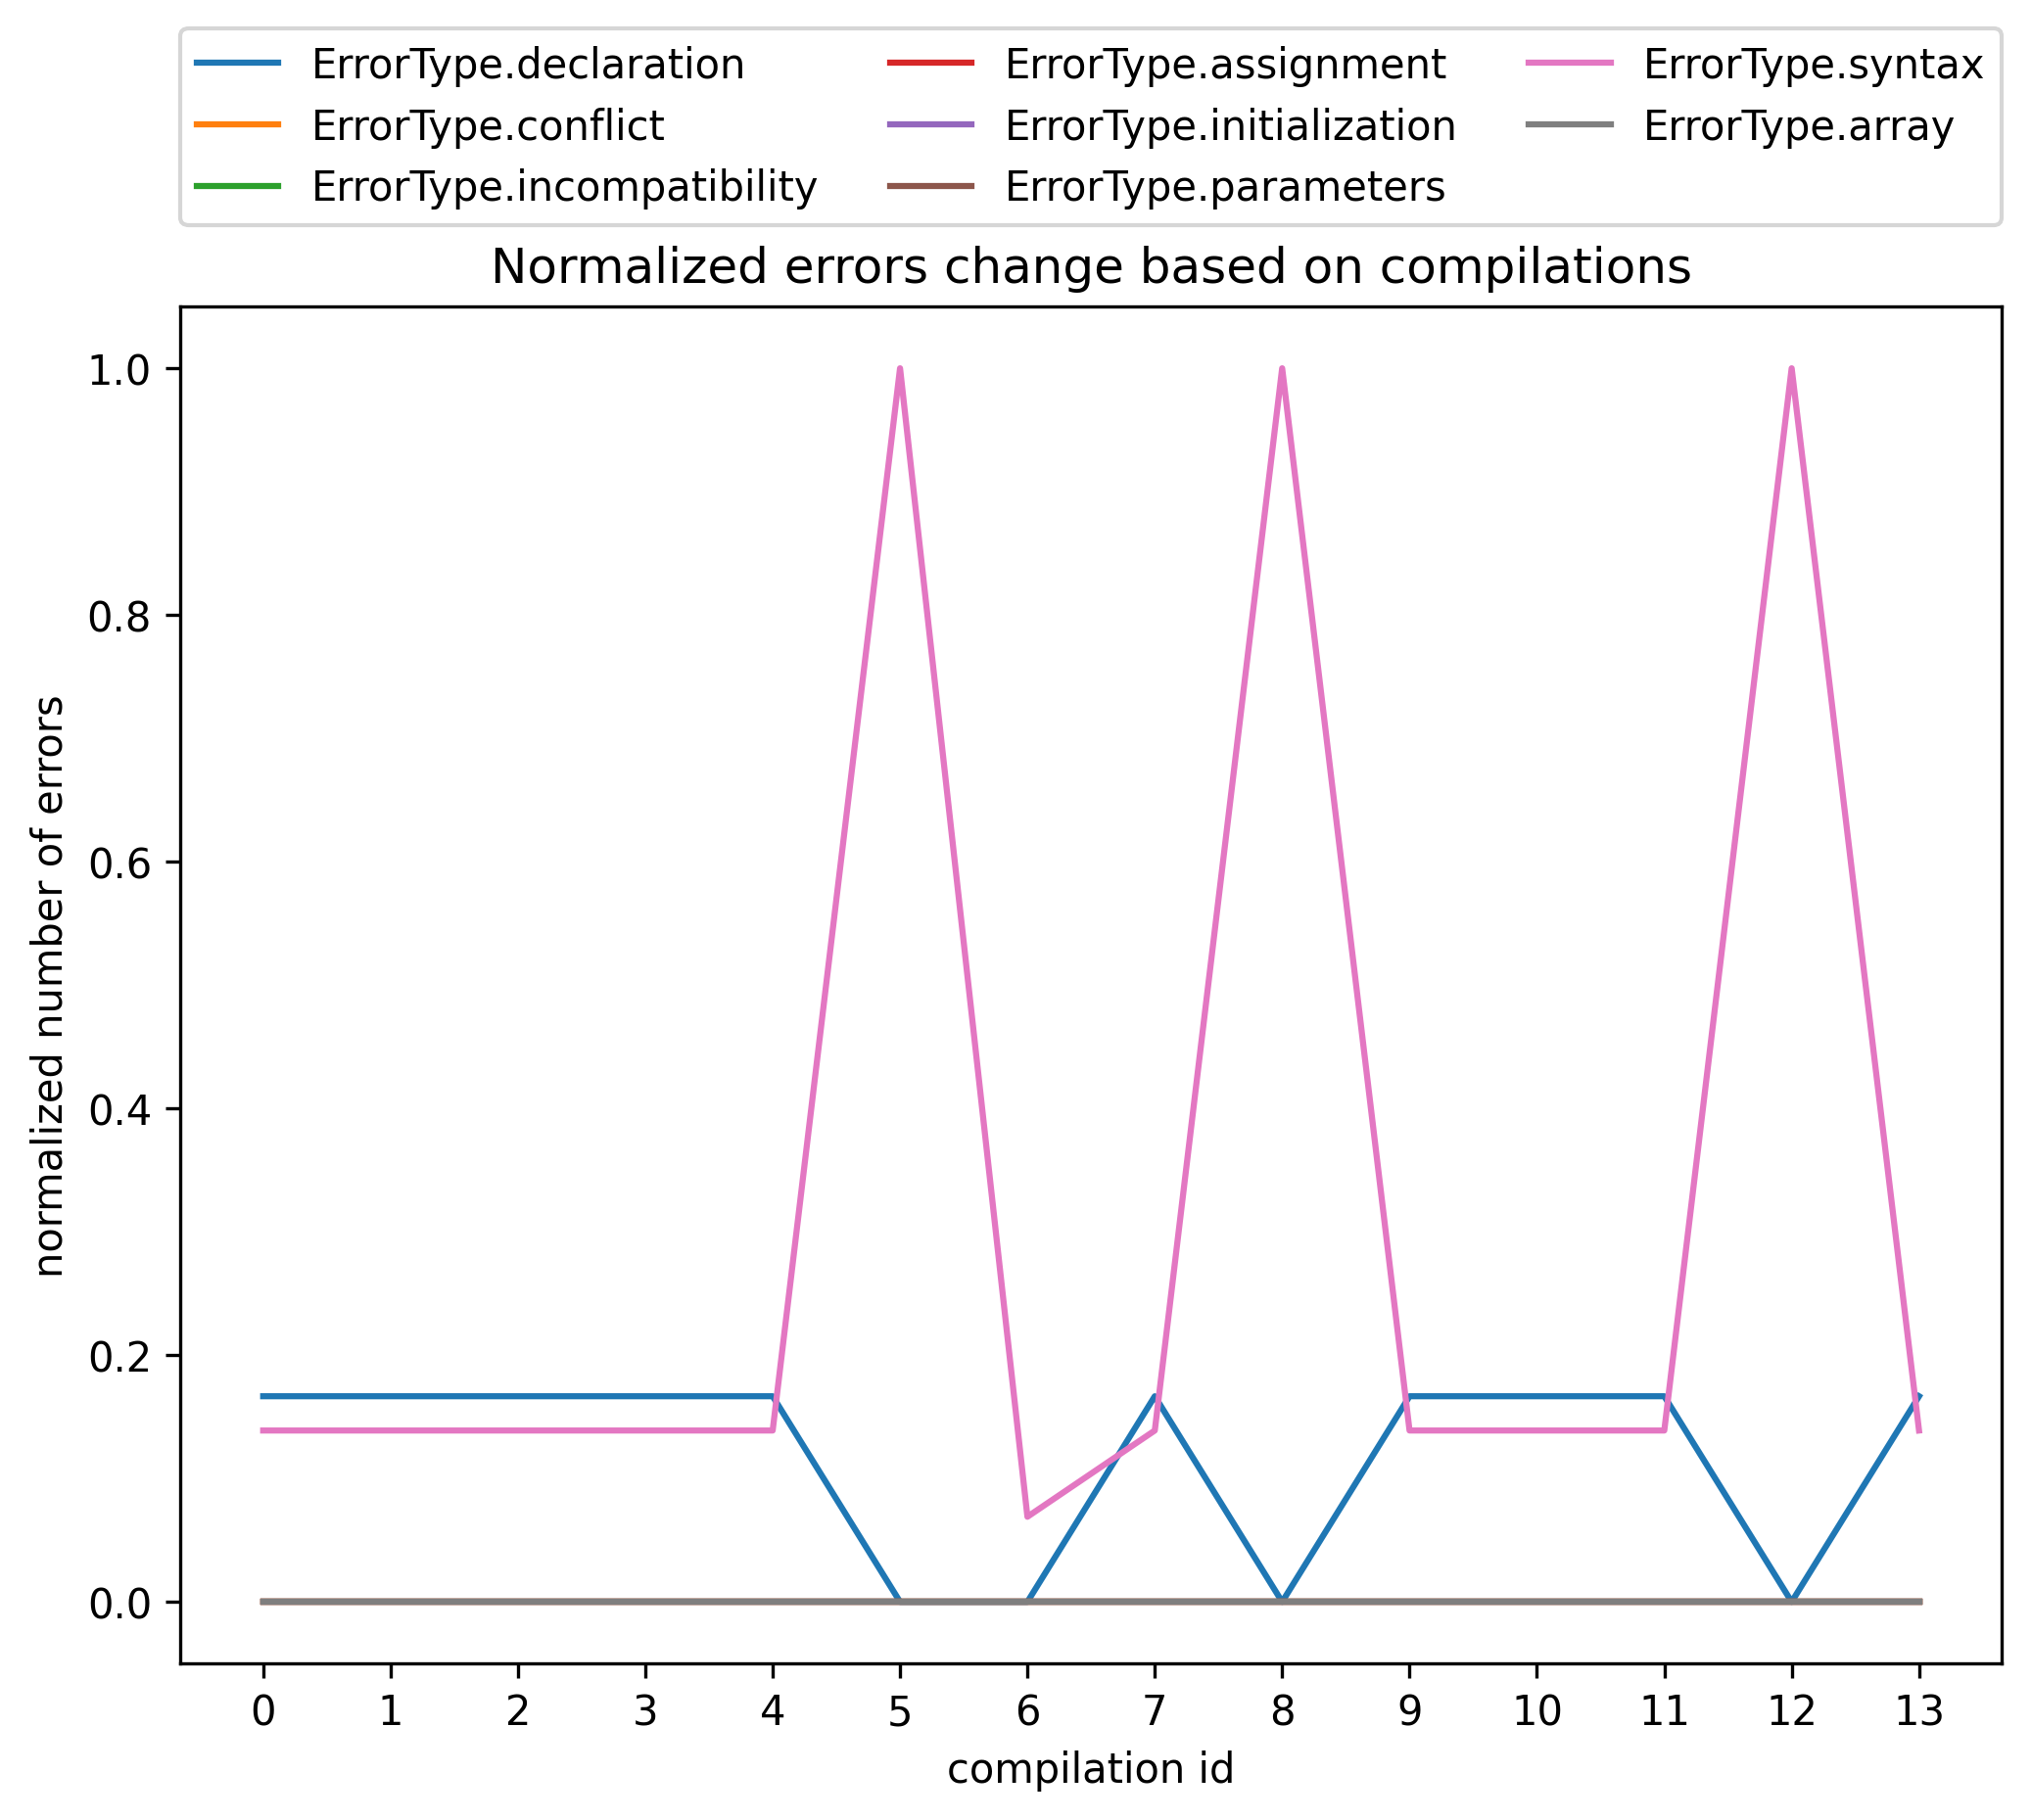 ErrorType.declaration ErrorType.assignment ErrorType.syntax
ErrorType.conflict ErrorType.initialization ErrorType.array
ErrorType.incompatibility ErrorType.parameters
Normalized errors change based on compilations
normalized number of errors
1.0
0.8
0.6
0.4
0.2
0.0
0 1 2 3 4 5 6 7 8 9 10 11 12 13
compilation id